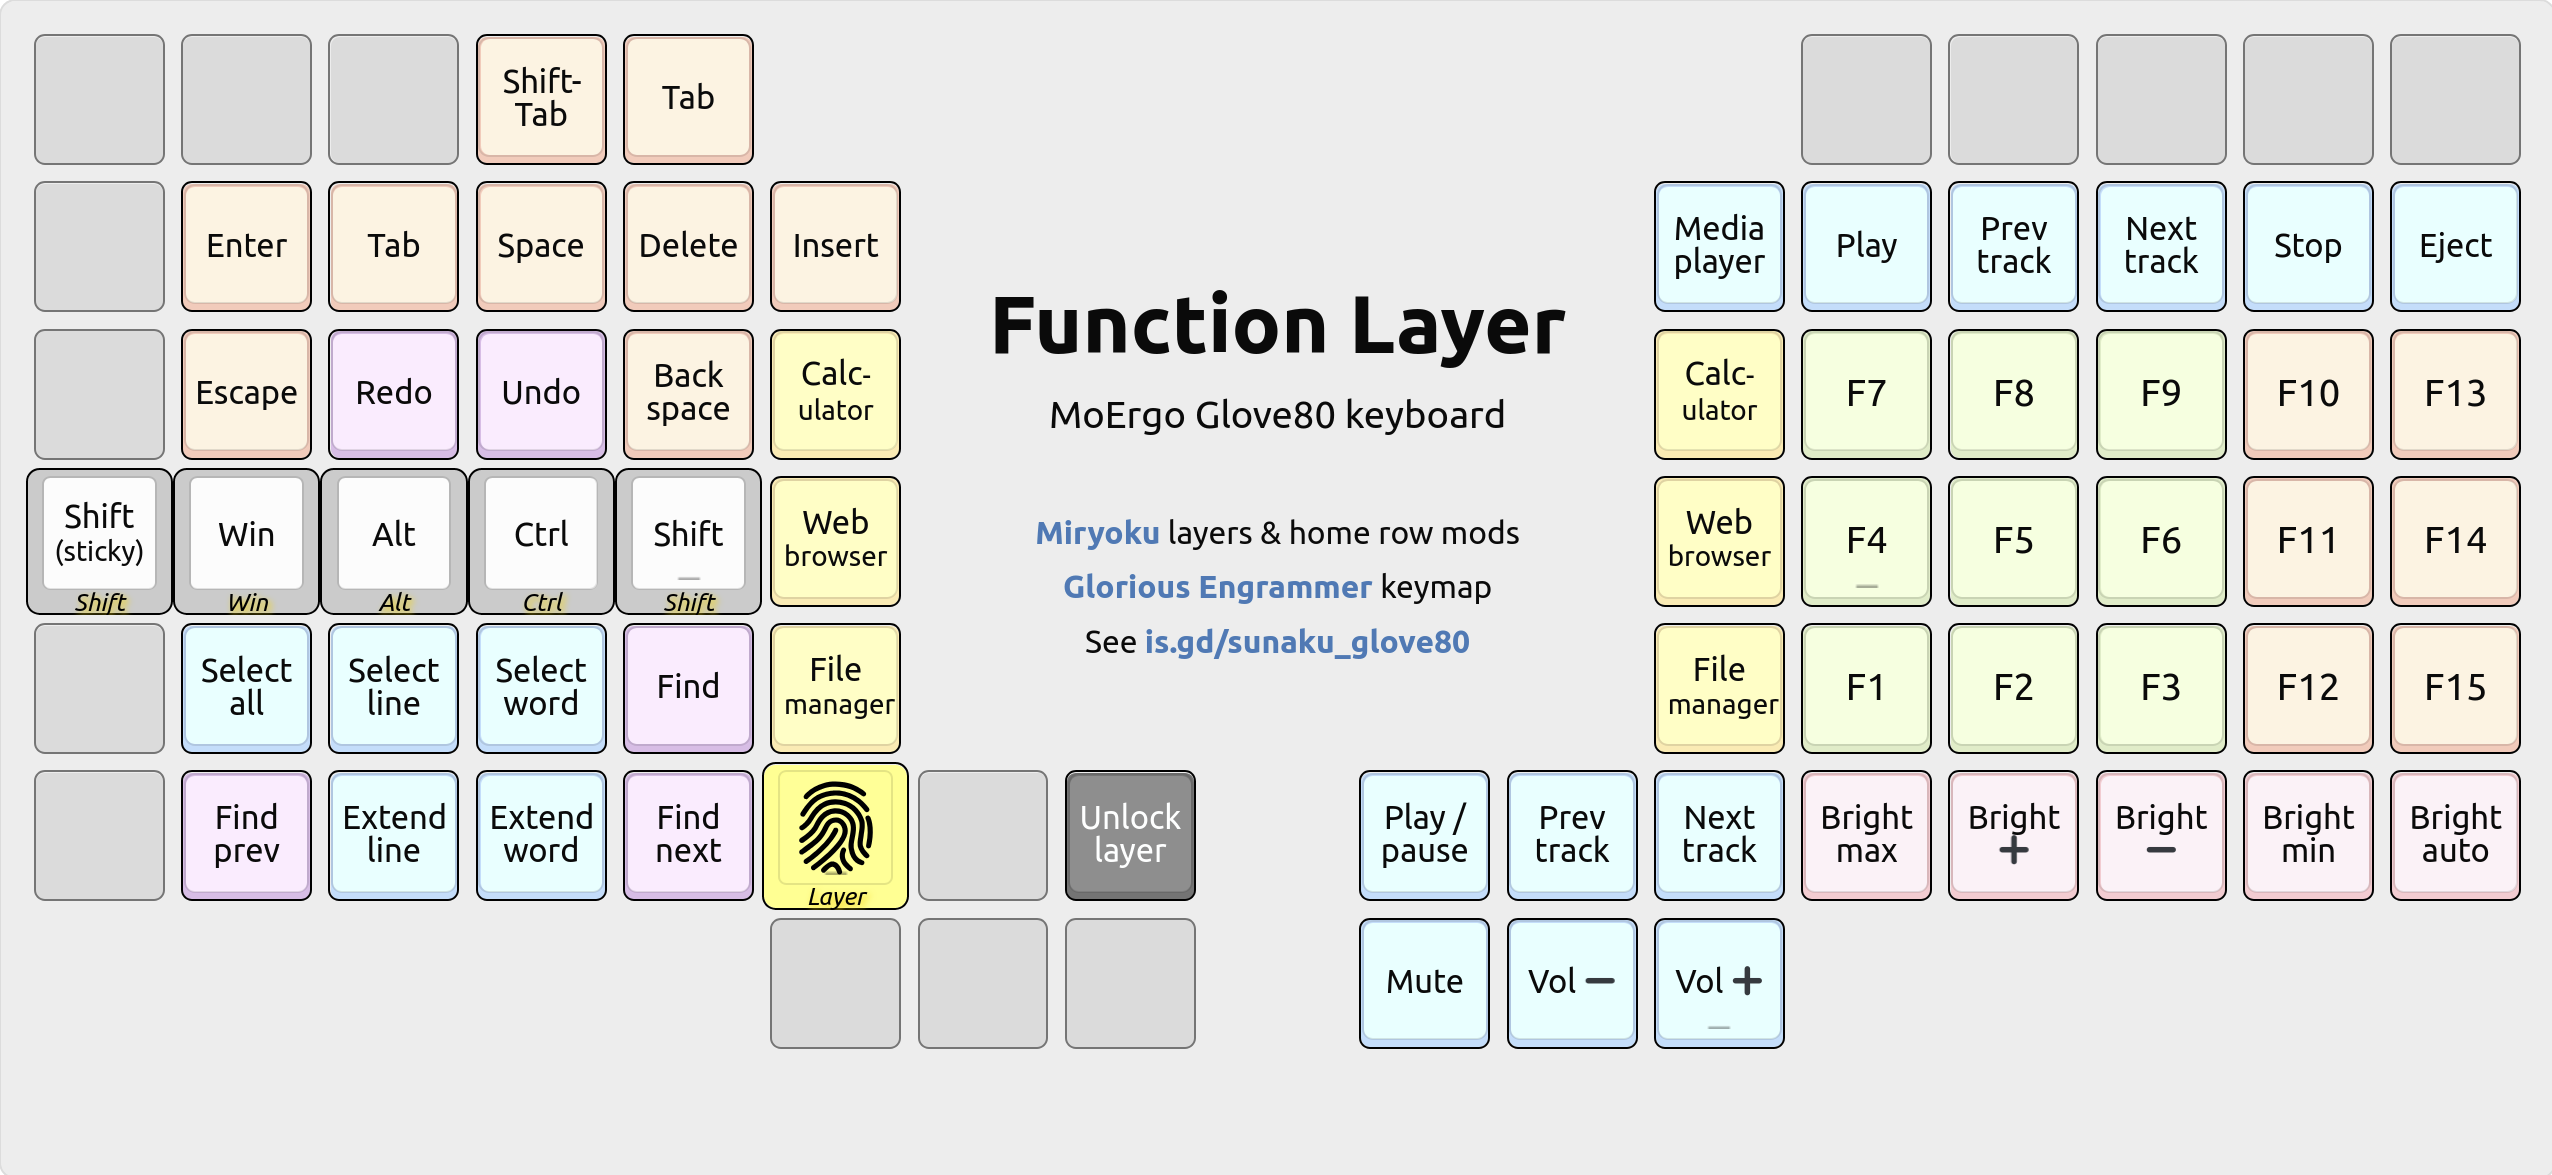 Shift-
Tab
Tab
Enter
Tab
Space
Delete
Insert
Media
player
Play
Prev
track
Next
track
Stop
Eject
Function Layer
MoErgo Glove80 keyboard
Escape
Redo
Undo
Back
space
Calc-
ulator
Calc-
ulator
F7
F8
F9
F10
F13
Shift
(sticky)
Shift
Win
Win
Alt
Alt
Ctrl
Ctrl
Shift
_
Shift
Web
browser
Miryoku layers & home row mods
Glorious Engrammer keymap
See is.gd/sunaku_glove80
Web
browser
F4
_
F5
F6
F11
F14
Select
all
Select
line
Select
word
Find
File
manager
File
manager
F1
F2
F3
F12
F15
Find
prev
Extend
line
Extend
word
Find
next
Layer
Unlock
layer
Play /
pause
Prev
track
Next
track
Bright
max
Bright
+
Bright
−
Bright
min
Bright
auto
Mute
Vol −
Vol +
_